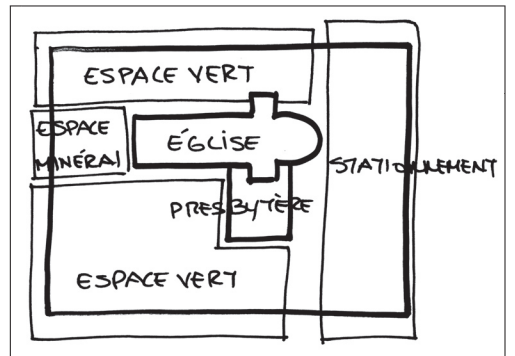 ESPACE VERT
ESPACE
MINÉRAL
ÉGLISE
STATIONNEMENT
PRESBYTÈRE
ESPACE VERT